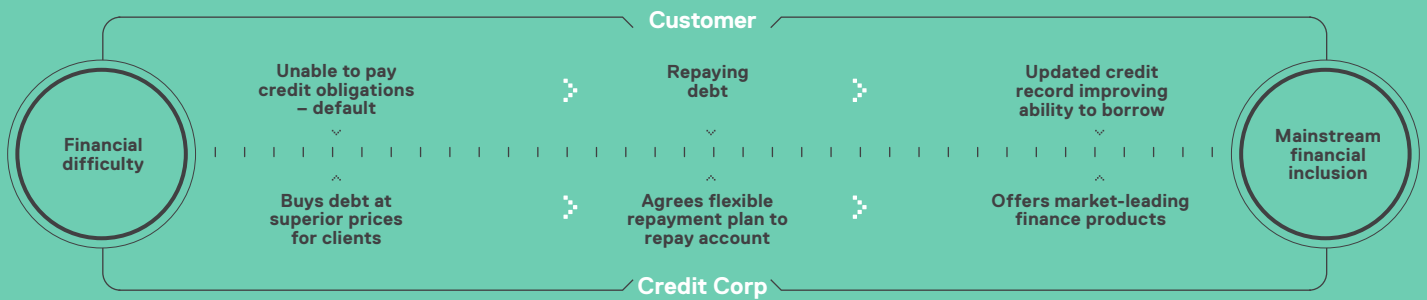 Customer
Financial
difficulty
Unable to pay
credit obligations
– default
Repaying
debt
Updated credit
record improving
ability to borrow
Buys debt at
superior prices
for clients
Agrees flexible
repayment plan to
repay account
Offers market-leading
finance products
Mainstream
financial
inclusion
Credit Corp